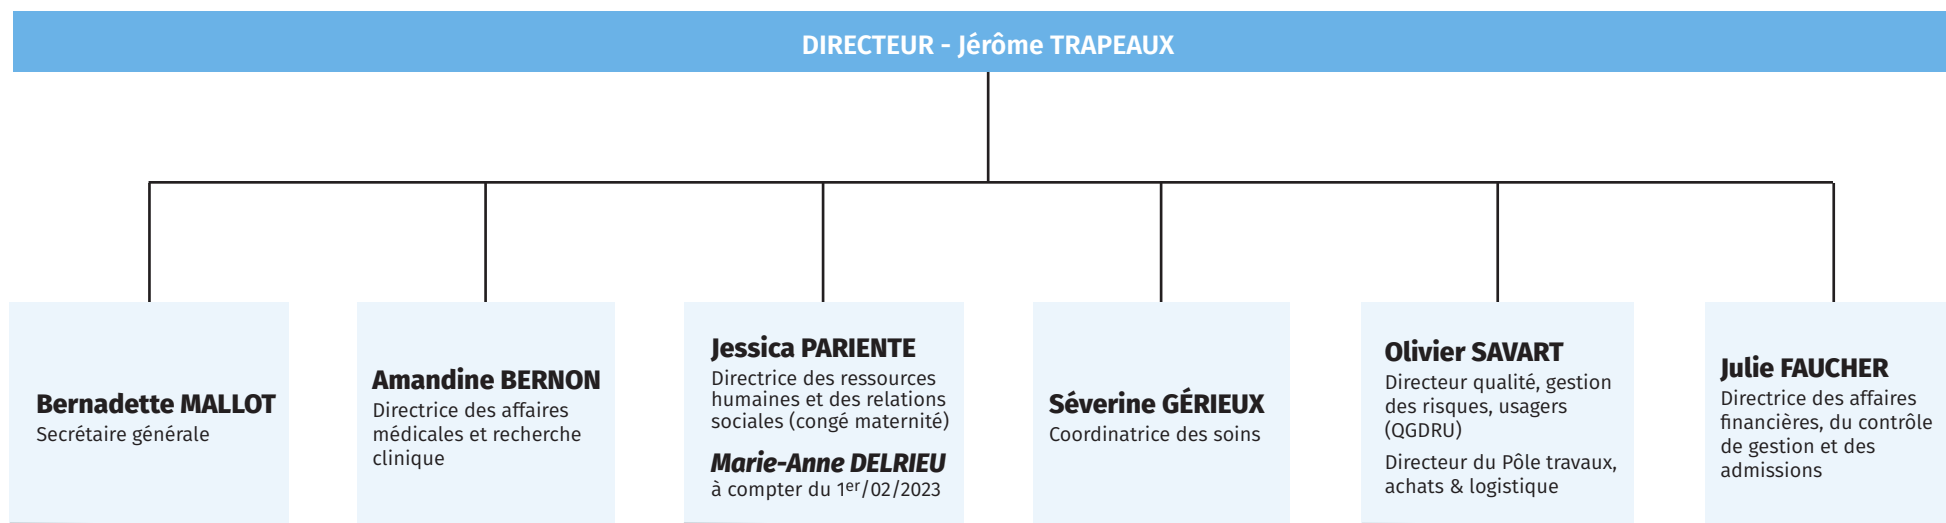 DIRECTEUR - Jérôme TRAPEAUX
Bernadette MALLOT
Secrétaire générale
Amandine BERNON
Directrice des affaires
médicales et recherche
clinique
Jessica PARIENTE
Directrice des ressources
humaines et des relations
sociales (congé maternité)
Marie-Anne DELRIEU
à compter du 1er/02/2023
Séverine GÉRIEUX
Coordinatrice des soins
Olivier SAVART
Directeur qualité, gestion
des risques, usagers
(QGDRU)
Directeur du Pôle travaux,
achats & logistique
Julie FAUCHER
Directrice des affaires
financières, du contrôle
de gestion et des
admissions